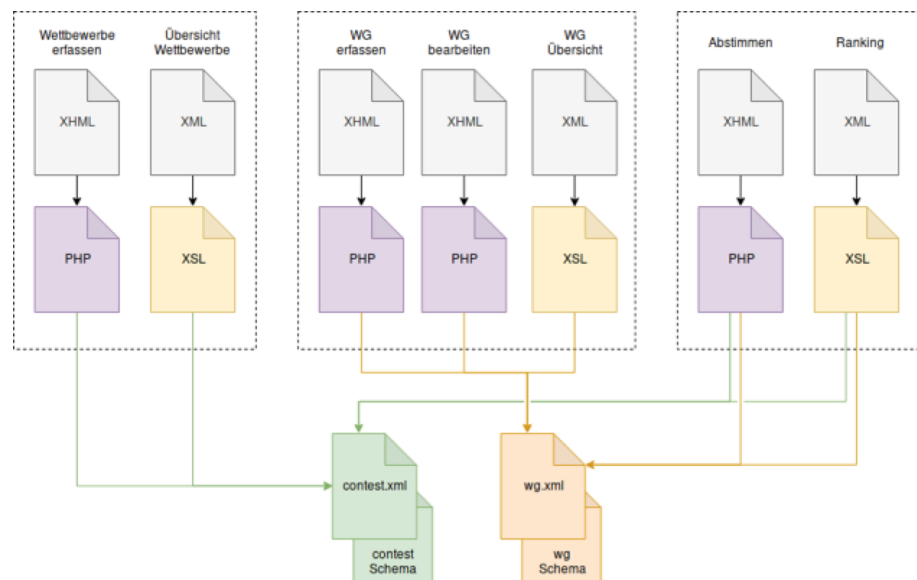 Wettbewerbe
erfassen
Übersicht
Wettbewerbe
WG
erfassen
WG
bearbeiten
WG
Übersicht
Abstimmen
Ranking
XHML
XML
XHML
XHML
XML
XHML
XML
PHP
XSL
PHP
PHP
XSL
PHP
XSL
contest.xml
wg.xml
contest
Schema
wg
Schema